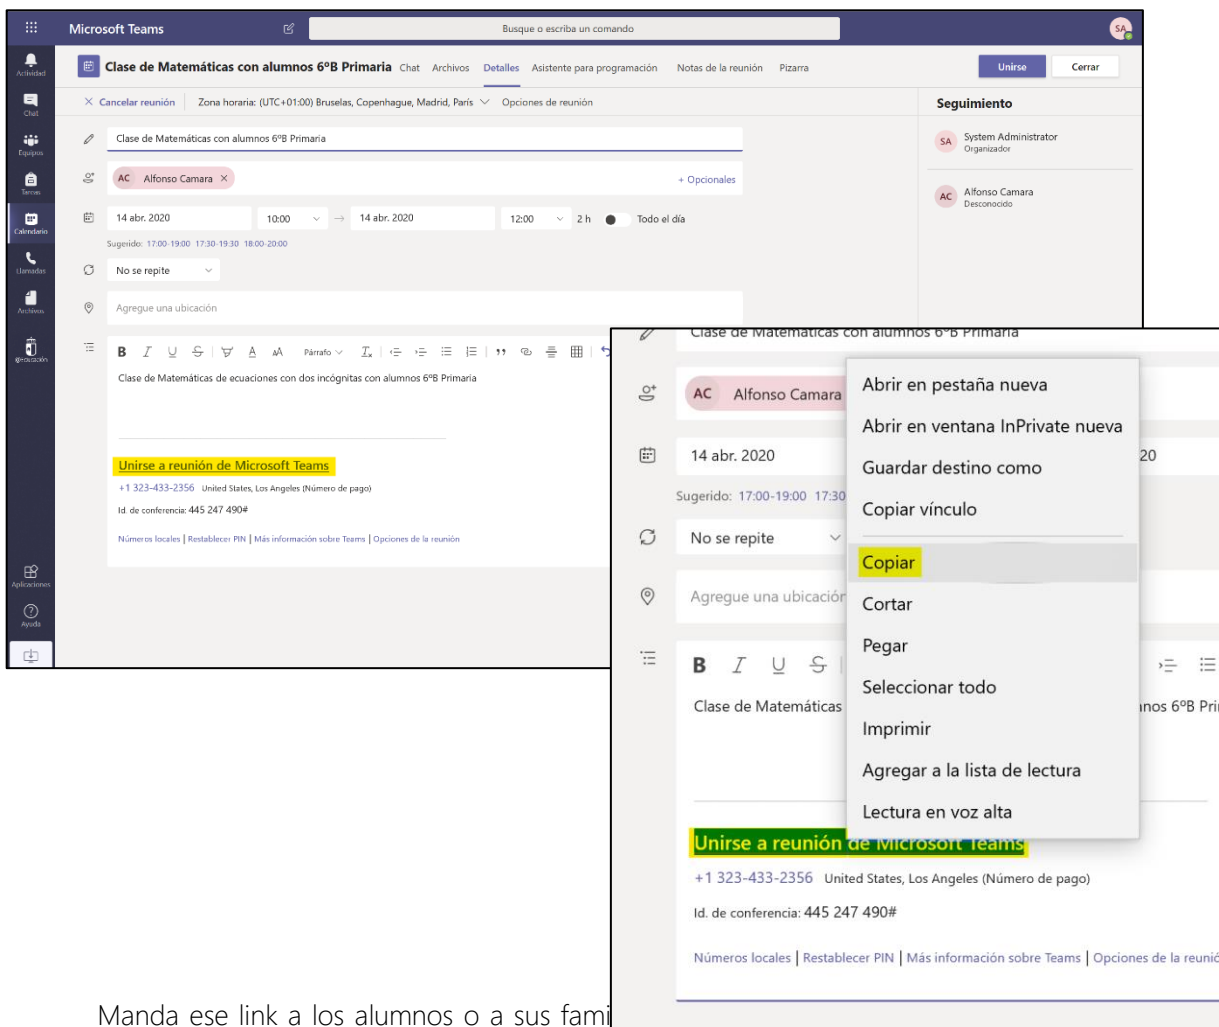 Microsoft Teams
Busque o escriba un comando
SA
Actividad
Chat
Equipos
Tareas
Calendario
Llamadas
Archivos
Aplicaciones
Ayuda
Clase de Matemáticas con alumnos 6ºB Primaria Chat Archivos Detalles Asistente para programación Notas de la reunión Pizarra
Unirse Cerrar
× Cancelar reunión Zona horaria: (UTC+01:00) Bruselas, Copenhague, Madrid, París Opciones de reunión
Clase de Matemáticas con alumnos 6ºB Primaria
AC Alfonso Camara ×
+ Opcionales
14 abr. 2020 10:00 → 14 abr. 2020 12:00 2 h Todo el día
Sugerido: 17:00-19:00 17:30-19:30 18:00-20:00
No se repite
Agregue una ubicación
B I U S A AA Párrafo
Clase de Matemáticas de ecuaciones con dos incógnitas con alumnos 6ºB Primaria
Unirse a reunión de Microsoft Teams
+1 323-433-2356 United States, Los Angeles (Número de pago)
Id. de conferencia: 445 247 490#
Números locales | Restablecer PIN | Más información sobre Teams | Opciones de la reunión
Seguimiento
SA System Administrator
Organizador
AC Alfonso Camara
Desconocido
Clase de Matemáticas con alumnos 6ºB Primaria
AC Alfonso Camara
14 abr. 2020
20
Sugerido: 17:00-19:00 17:30
No se repite
Agregue una ubicación
B I U S
Clase de Matemáticas
nos 6ºB Pri
Abrir en pestaña nueva
Abrir en ventana InPrivate nueva
Guardar destino como
Copiar vínculo
Copiar
Cortar
Pegar
Seleccionar todo
Imprimir
Agregar a la lista de lectura
Lectura en voz alta
Unirse a reunión de Microsoft Teams
+1 323-433-2356 United States, Los Angeles (Número de pago)
Id. de conferencia: 445 247 490#
Números locales | Restablecer PIN | Más información sobre Teams | Opciones de la reunió
Manda ese link a los alumnos o a sus fami